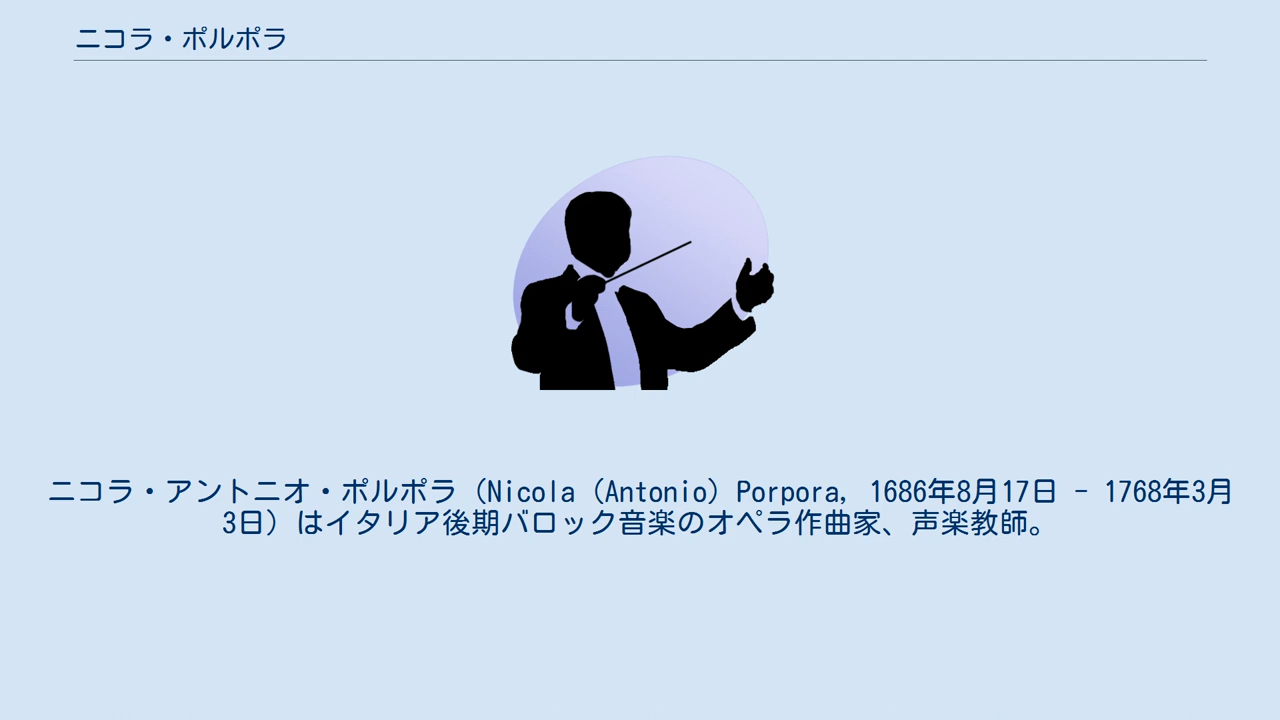 ニコラ・ポルポラ
ニコラ・アントニオ・ポルポラ（Nicola (Antonio) Porpora, 1686年8月17日 - 1768年3月
3日）はイタリア後期バロック音楽のオペラ作曲家、声楽教師。